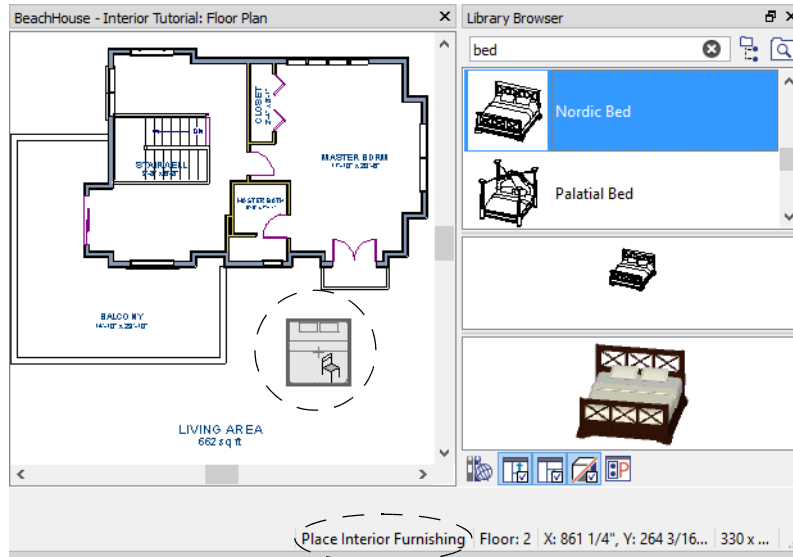 BeachHouse - Interior Tutorial: Floor Plan
Library Browser
bed
Nordic Bed
Palatial Bed
CLOSET
DN
STAIRWELL
MASTER BDRM
MASTER BATH
BALCONY
LIVING AREA
662 sq ft
Place Interior Furnishing
Floor: 2
X: 861 1/4", Y: 264 3/16...
330 x ...